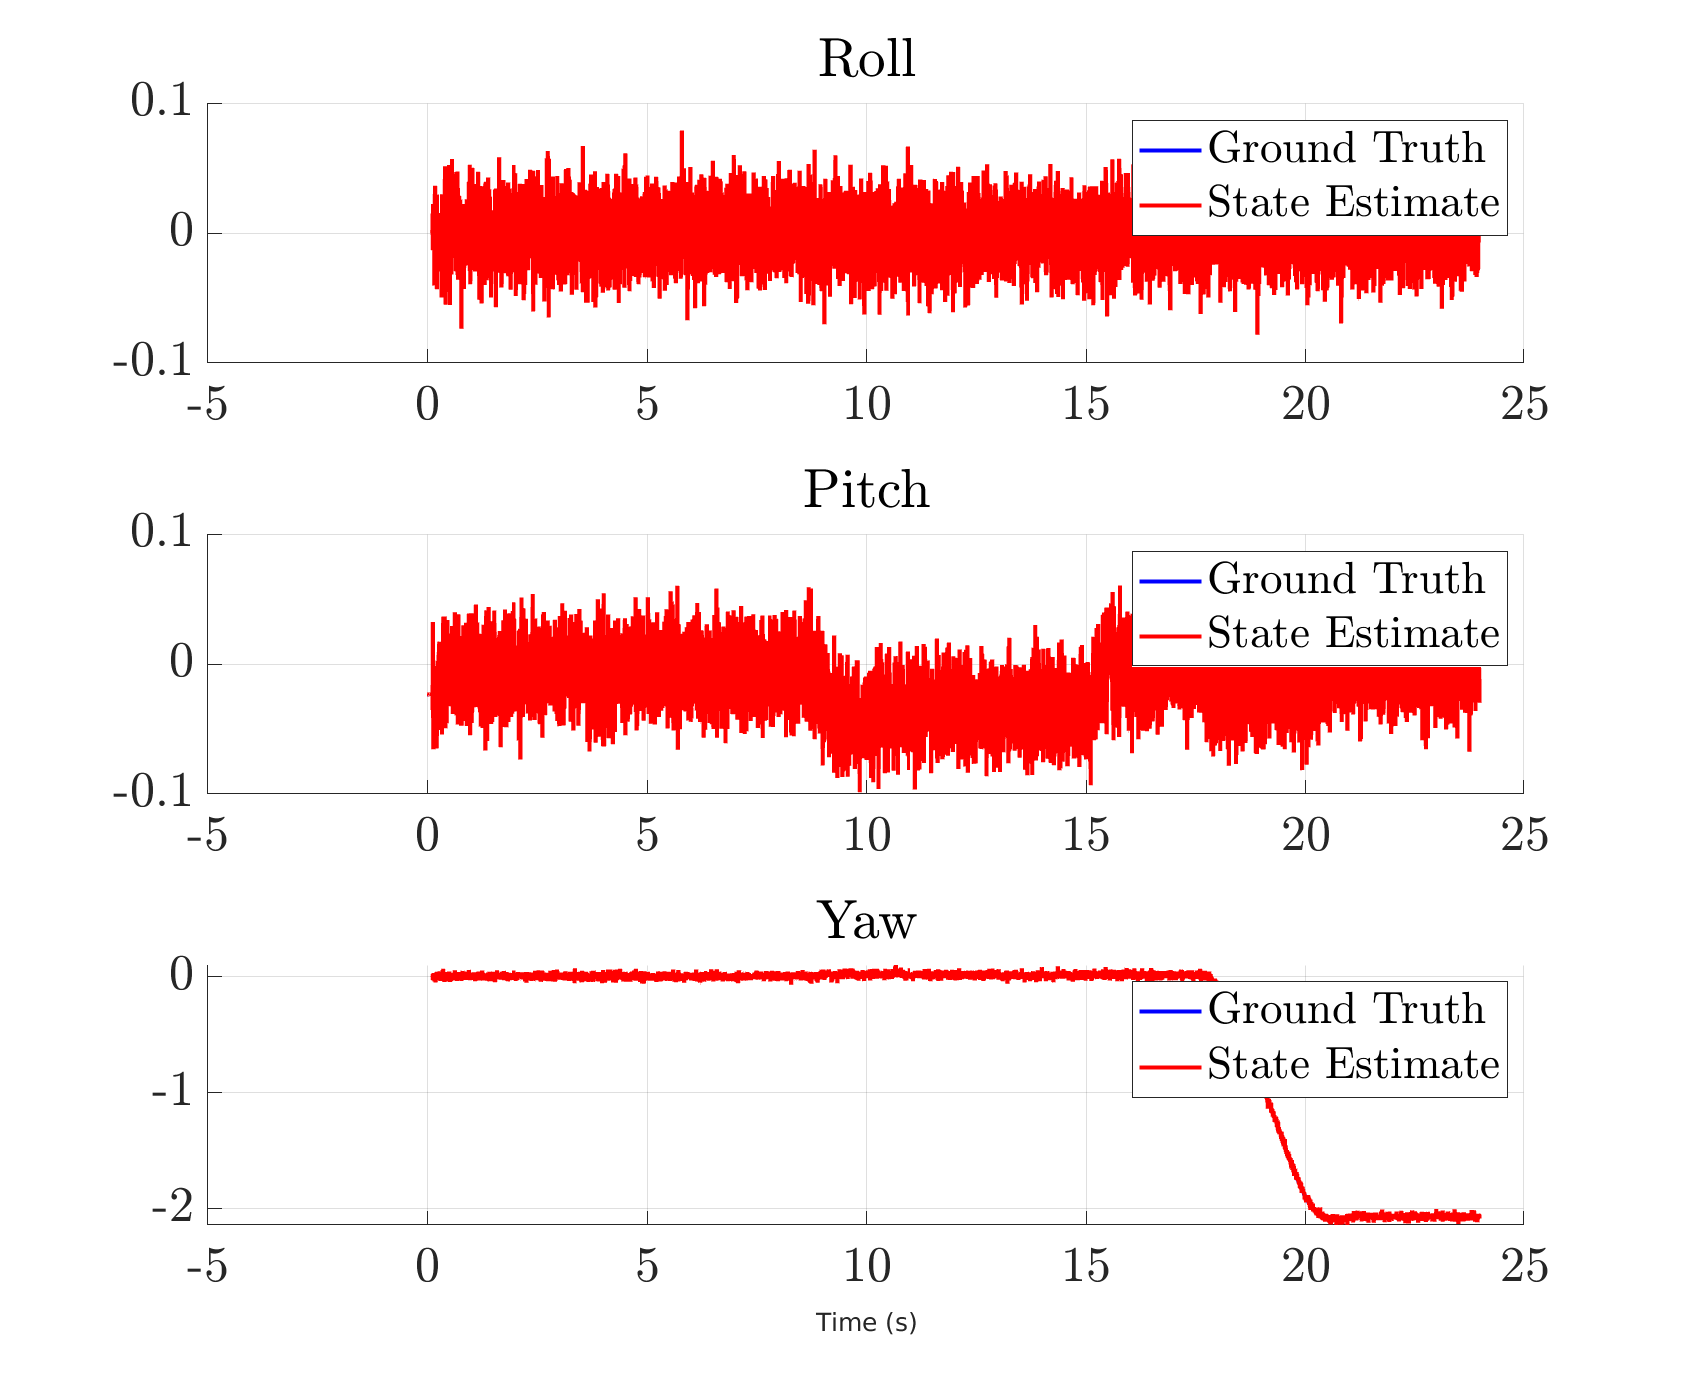 Roll
0.1
0
-0.1
-5 0 5 10 15 20 25
Ground Truth
State Estimate
Pitch
0.1
0
-0.1
-5 0 5 10 15 20 25
Ground Truth
State Estimate
Yaw
0
-1
-2
-5 0 5 10 15 20 25
Ground Truth
State Estimate
Time (s)